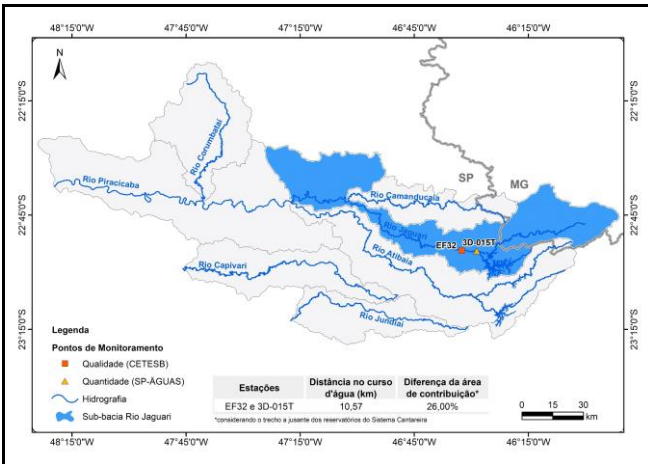 48°15'0"W 47°45'0"W 47°15'0"W 46°45'0"W 46°15'0"W
N
22°15'0"S 22°15'0"S
Rio Corumbataí
SP
MG
Rio Piracicaba
Rio Camanducaia
22°45'0"S 22°45'0"S
Rio Jaguari
EF32 3D-015T
Rio Atibaia
Rio Capivari
Rio Jundiaí
23°15'0"S 23°15'0"S
Legenda
Pontos de Monitoramento
Qualidade (CETESB)
Quantidade (SP-ÁGUAS)
Hidrografia
Sub-bacia Rio Jaguari
Estações Distância no curso d'água (km) Diferença da área de contribuição*
EF32 e 3D-015T 10,57 26,00%
*considerando o trecho a jusante dos reservatórios do Sistema Cantareira
0 15 30
km
48°15'0"W 47°45'0"W 47°15'0"W 46°45'0"W 46°15'0"W